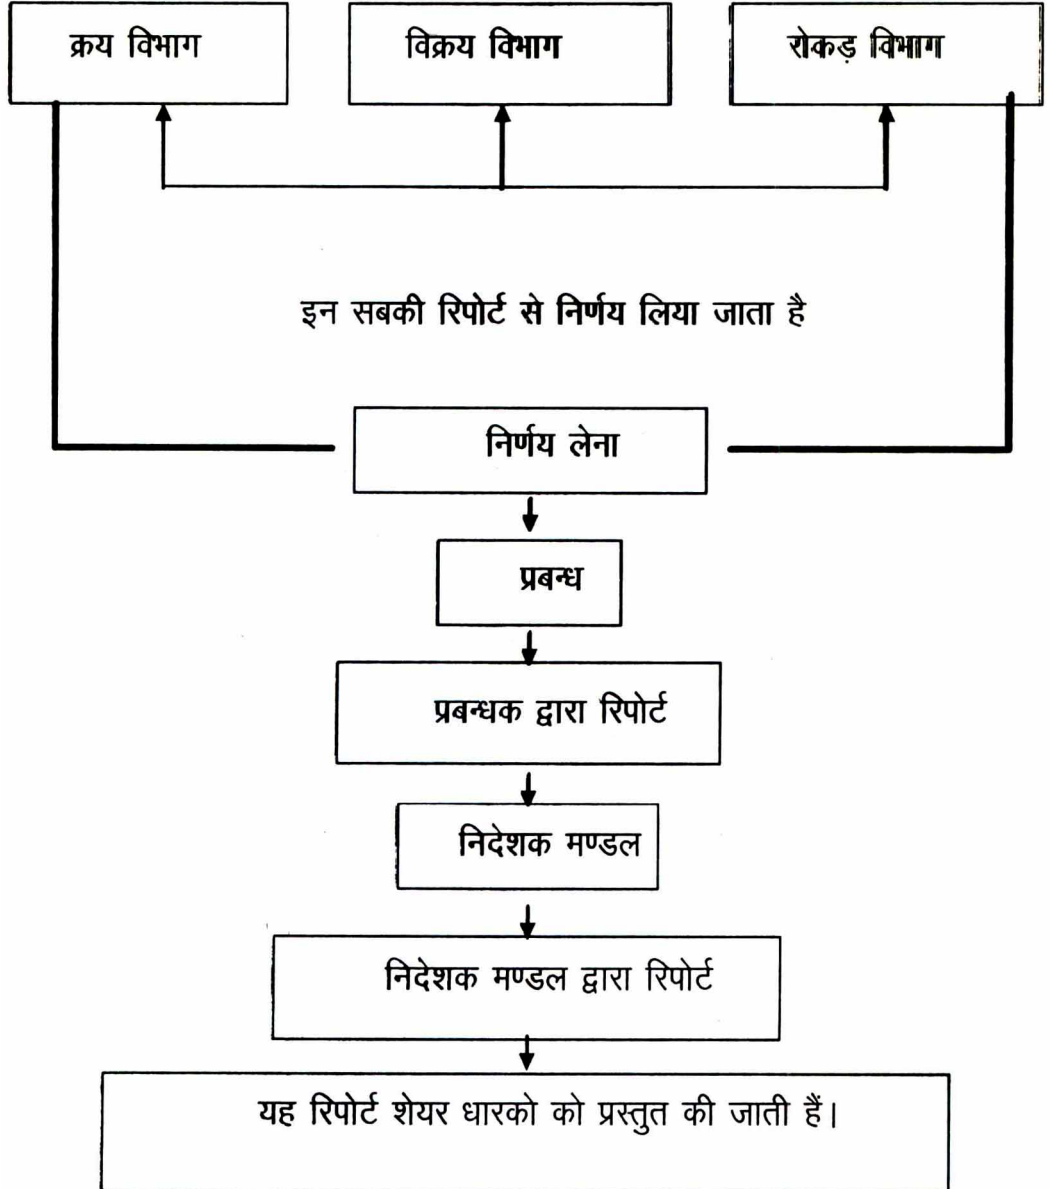 क्रय विभाग
विक्रय विभाग
रोकड़ विभाग
इन सबकी रिपोर्ट से निर्णय लिया जाता है
निर्णय लेना
प्रबन्ध
प्रबन्धक द्वारा रिपोर्ट
निदेशक मण्डल
निदेशक मण्डल द्वारा रिपोर्ट
यह रिपोर्ट शेयर धारको को प्रस्तुत की जाती हैं।